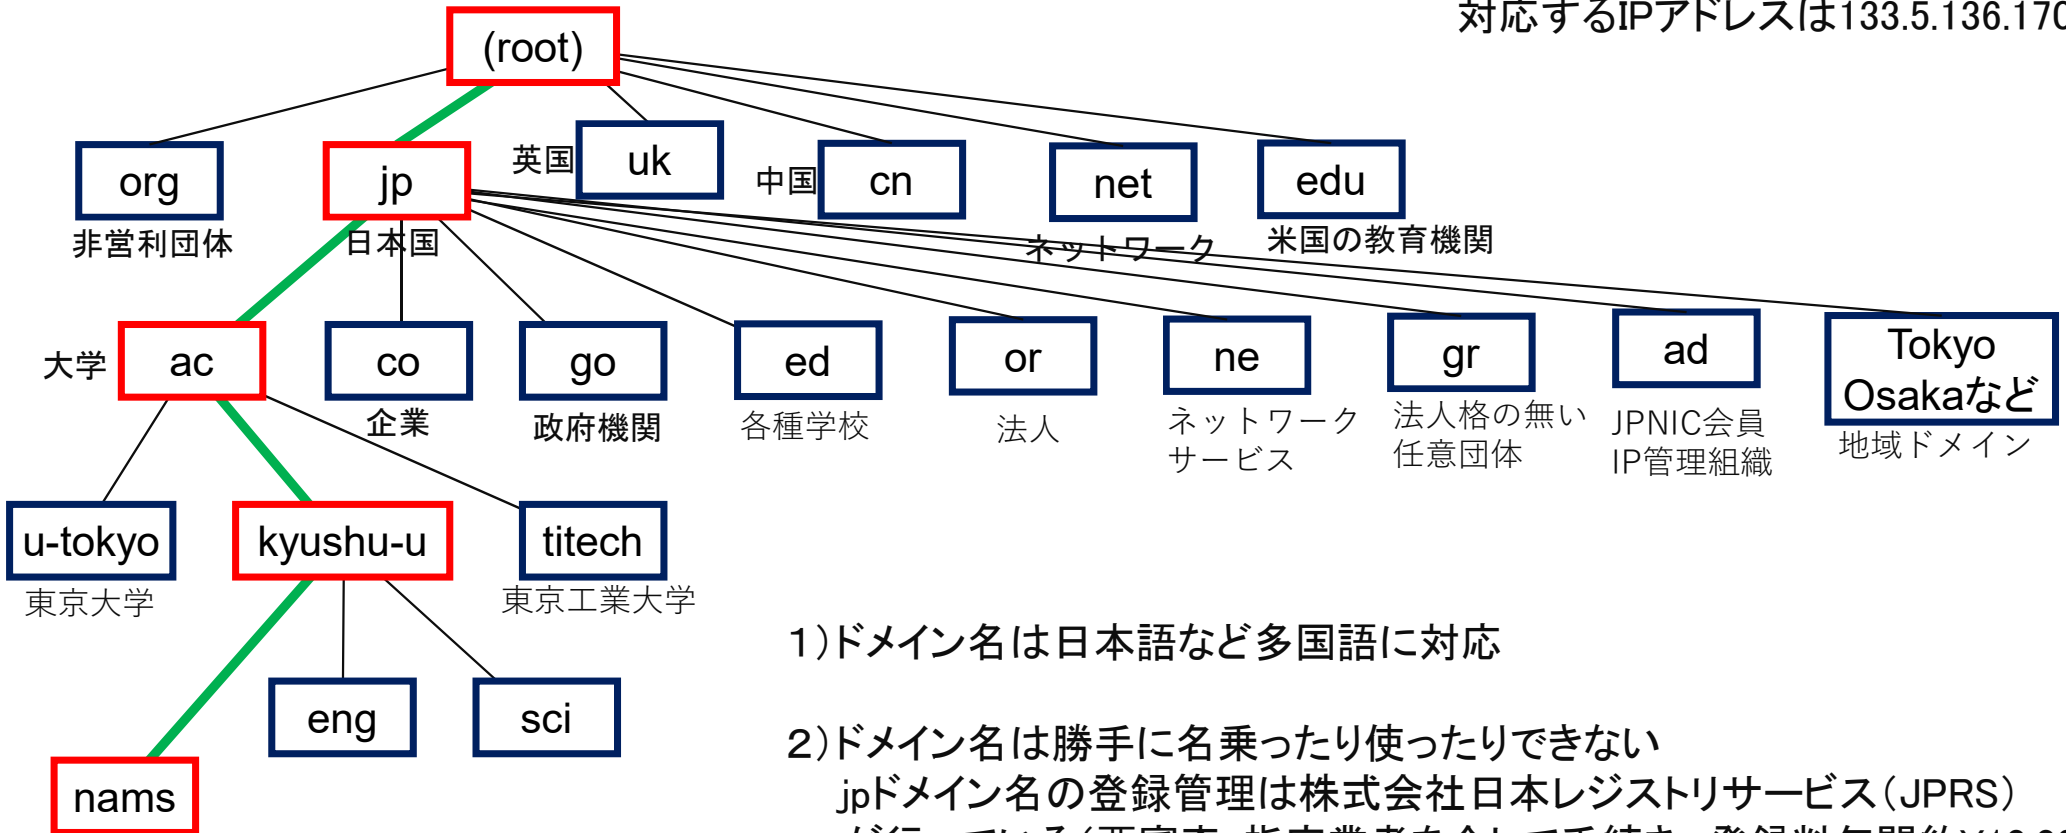 対応するIPアドレスは133.5.136.170
(root)
org
非営利団体
jp
日本国
英国
uk
中国
cn
net
ネットワーク
edu
米国の教育機関
大学
ac
co
企業
go
政府機関
ed
各種学校
or
法人
ne
ネットワーク
サービス
gr
法人格の無い
任意団体
ad
JPNIC会員
IP管理組織
Tokyo
Osakaなど
地域ドメイン
u-tokyo
東京大学
kyushu-u
titech
東京工業大学
eng
sci
nams
1)ドメイン名は日本語など多国語に対応
2)ドメイン名は勝手に名乗ったり使ったりできない
jpドメイン名の登録管理は株式会社日本レジストリサービス(JPRS)